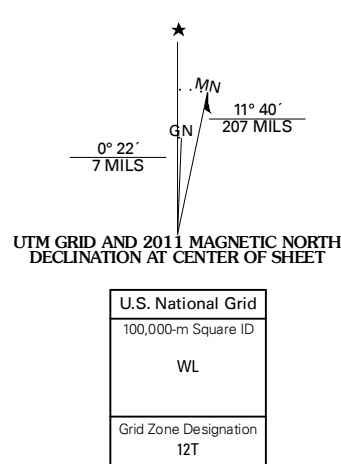 ★
MN
11° 40´
207 MILS
GN
0° 22´
7 MILS
UTM GRID AND 2011 MAGNETIC NORTH
DECLINATION AT CENTER OF SHEET
U.S. National Grid
100,000-m Square ID
WL
Grid Zone Designation
12T